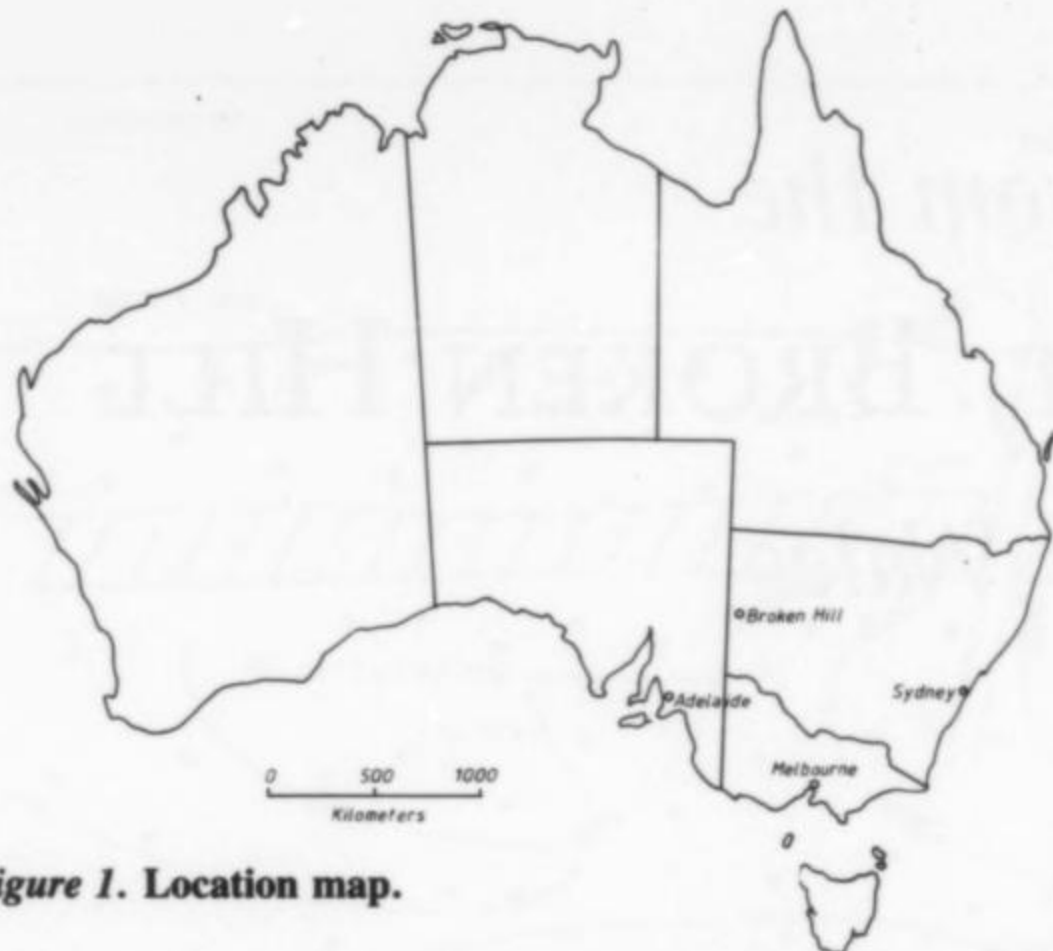 Broken Hill
Adelaide
Sydney
Melbourne
0 500 1000
Kilometers
igure 1. Location map.